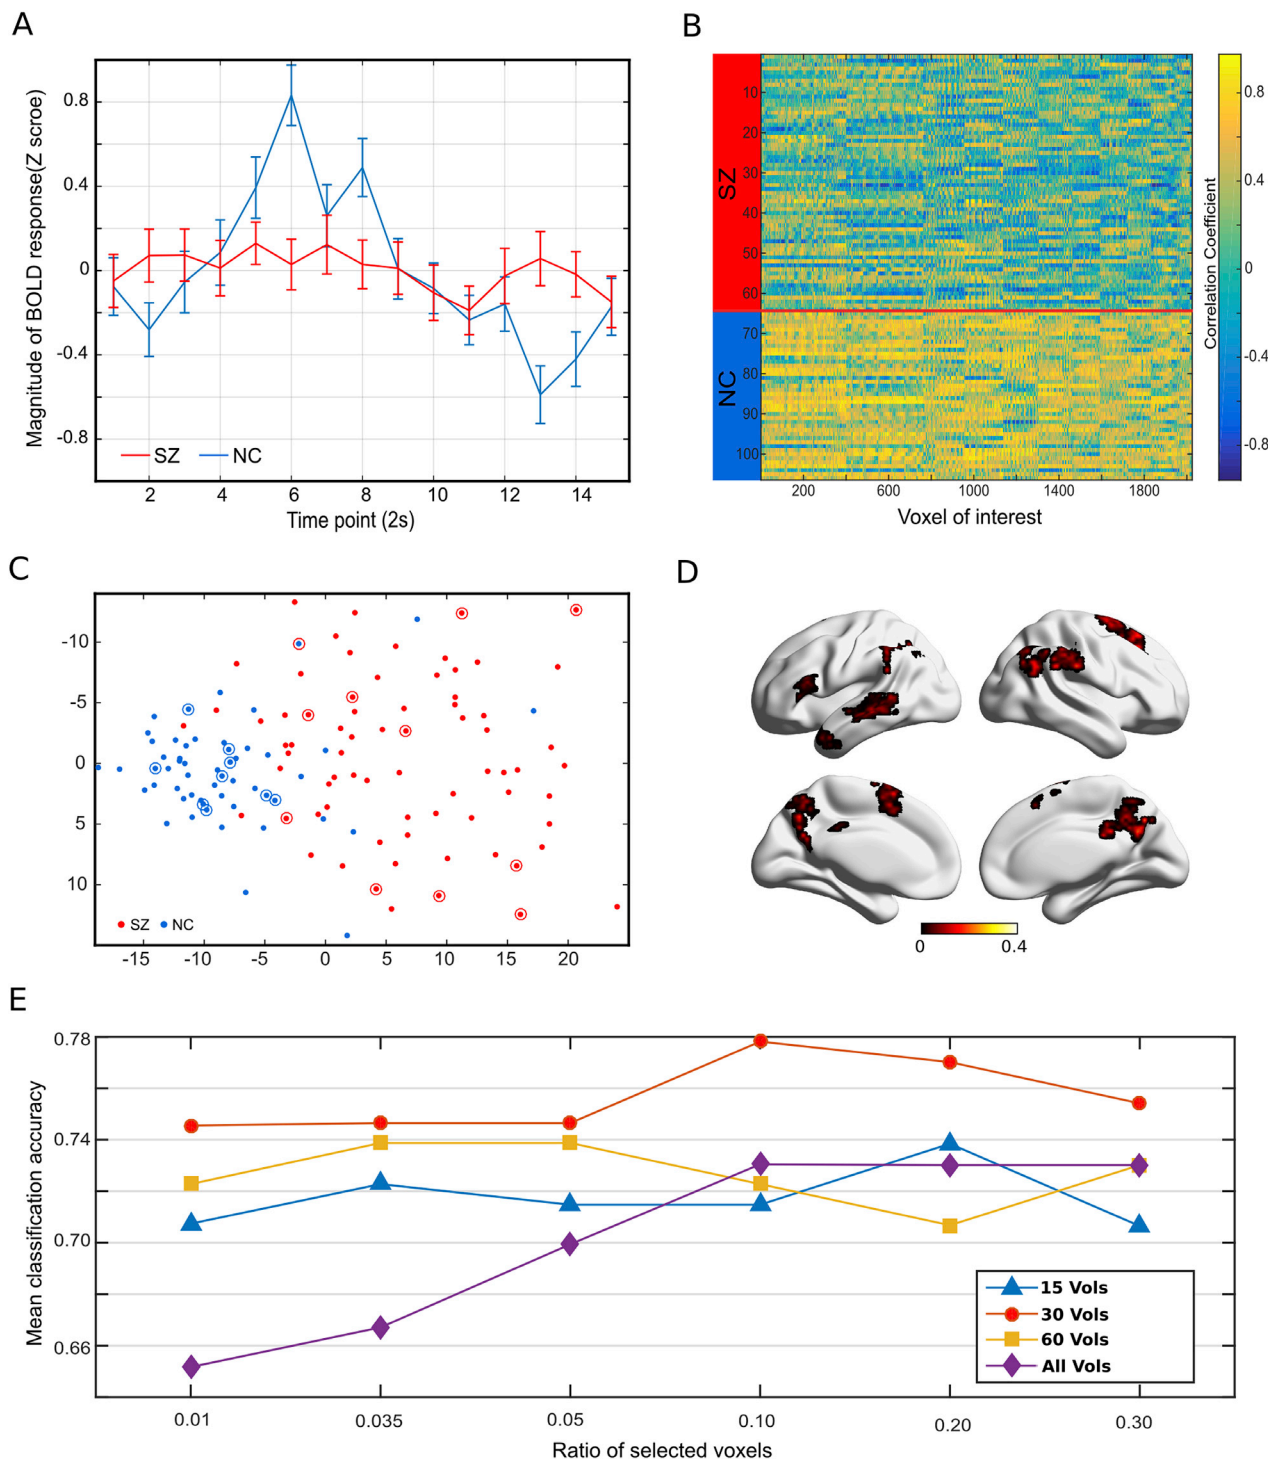 A
Magnitude of BOLD response(Z scroe)
0.8
0.4
0
-0.4
-0.8
SZ NC
2 4 6 8 10 12 14
Time point (2s)
B
SZ
NC
10
20
30
40
50
60
70
80
90
100
200 600 1000 1400 1800
Voxel of interest
0.8
0.4
0
-0.4
-0.8
Correlation Coefficient
C
-10
-5
0
5
10
SZ NC
-15 -10 -5 0 5 10 15 20
D
0 0.4
E
Mean classification accuracy
0.78
0.74
0.70
0.66
15 Vols
30 Vols
60 Vols
All Vols
0.01 0.035 0.05 0.10 0.20 0.30
Ratio of selected voxels